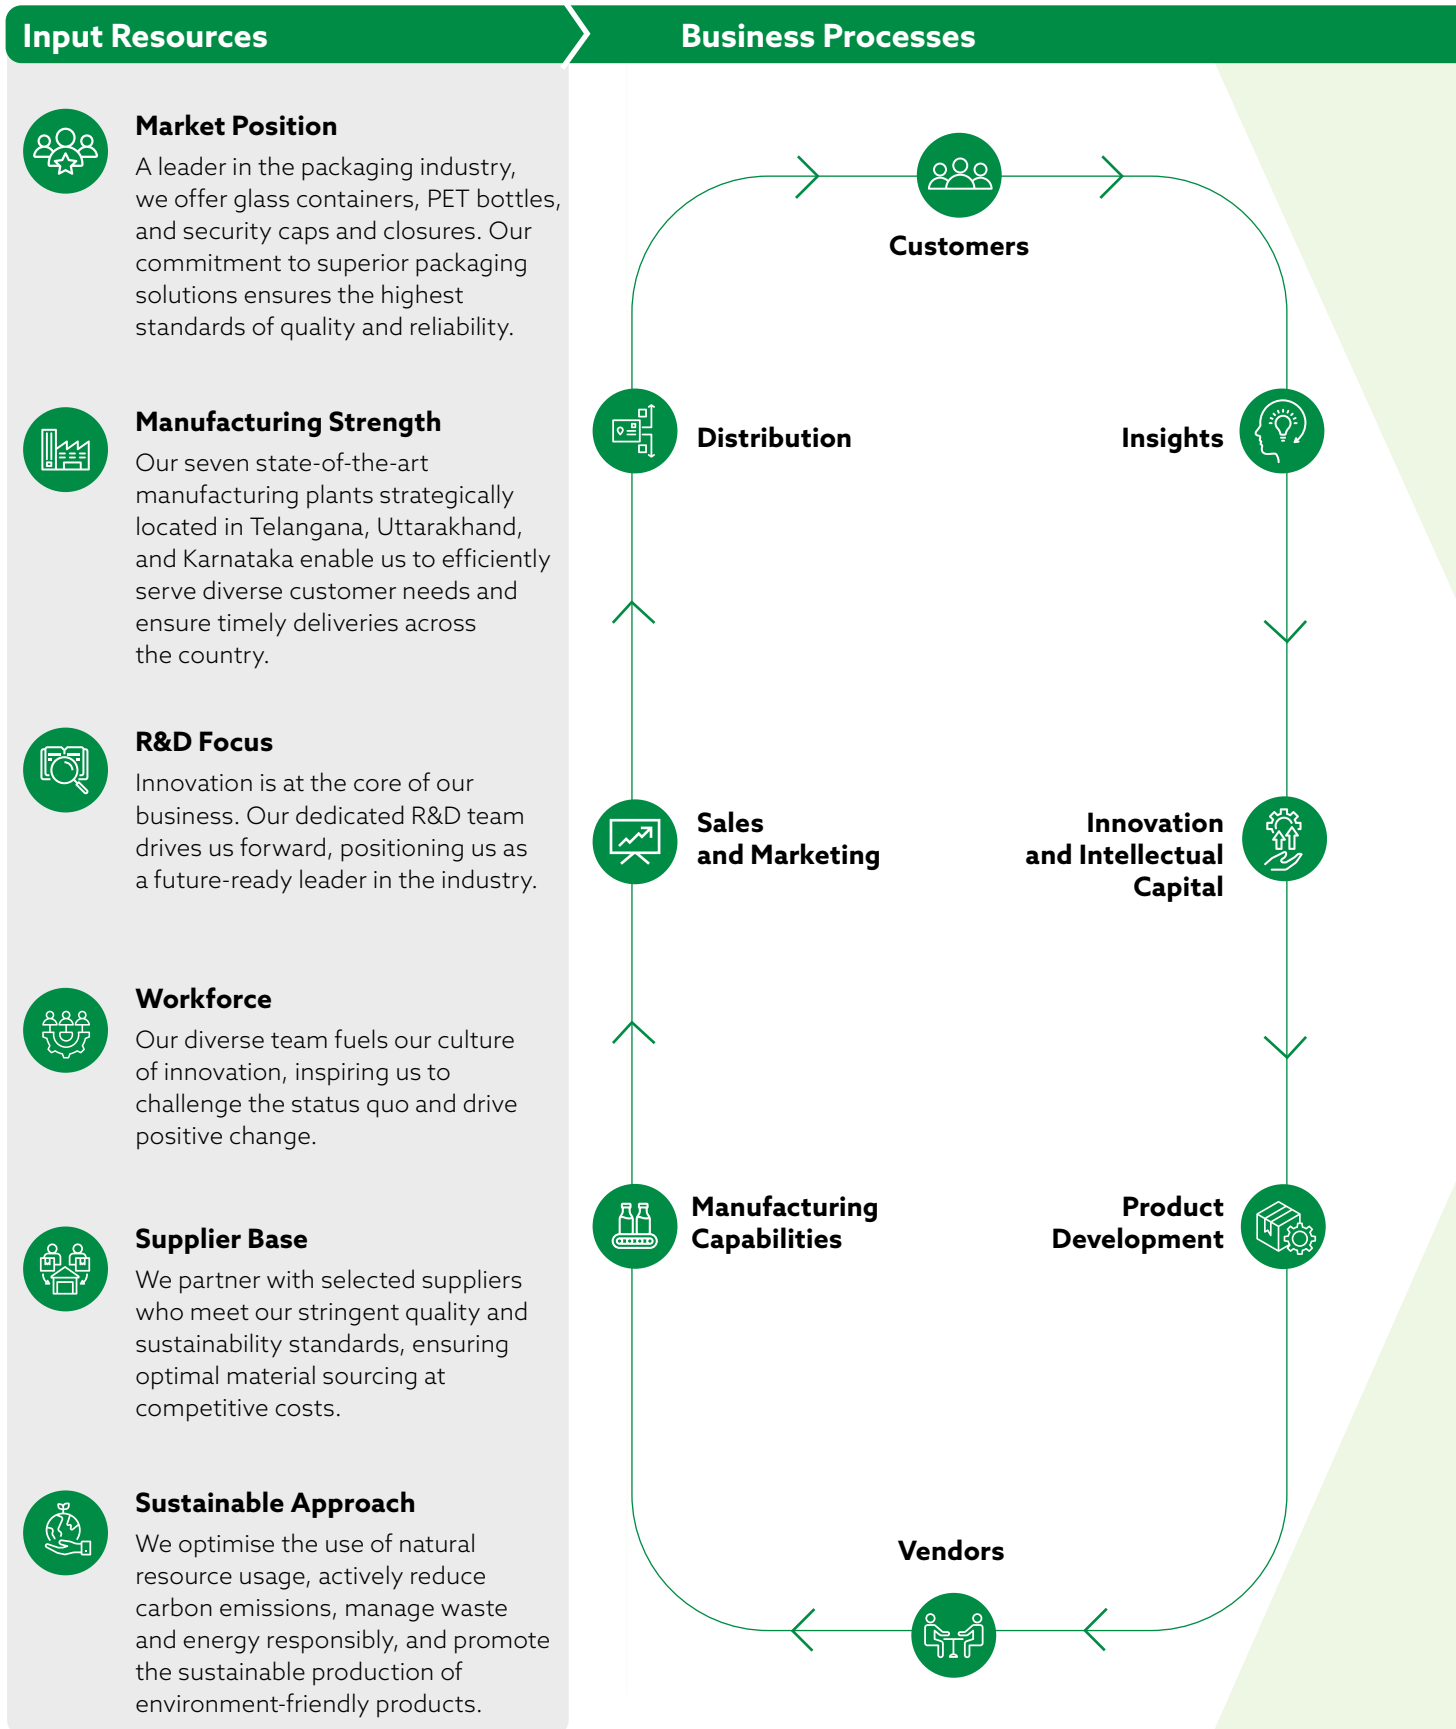 Input Resources
Business Processes
Market Position
A leader in the packaging industry,
we offer glass containers, PET bottles,
and security caps and closures. Our
commitment to superior packaging
solutions ensures the highest
standards of quality and reliability.
Manufacturing Strength
Our seven state-of-the-art
manufacturing plants strategically
located in Telangana, Uttarakhand,
and Karnataka enable us to efficiently
serve diverse customer needs and
ensure timely deliveries across
the country.
R&D Focus
Innovation is at the core of our
business. Our dedicated R&D team
drives us forward, positioning us as
a future-ready leader in the industry.
Workforce
Our diverse team fuels our culture
of innovation, inspiring us to
challenge the status quo and drive
positive change.
Supplier Base
We partner with selected suppliers
who meet our stringent quality and
sustainability standards, ensuring
optimal material sourcing at
competitive costs.
Sustainable Approach
We optimise the use of natural
resource usage, actively reduce
carbon emissions, manage waste
and energy responsibly, and promote
the sustainable production of
environment-friendly products.
Customers
Distribution
Insights
Sales
and Marketing
Innovation
and Intellectual
Capital
Manufacturing
Capabilities
Product
Development
Vendors